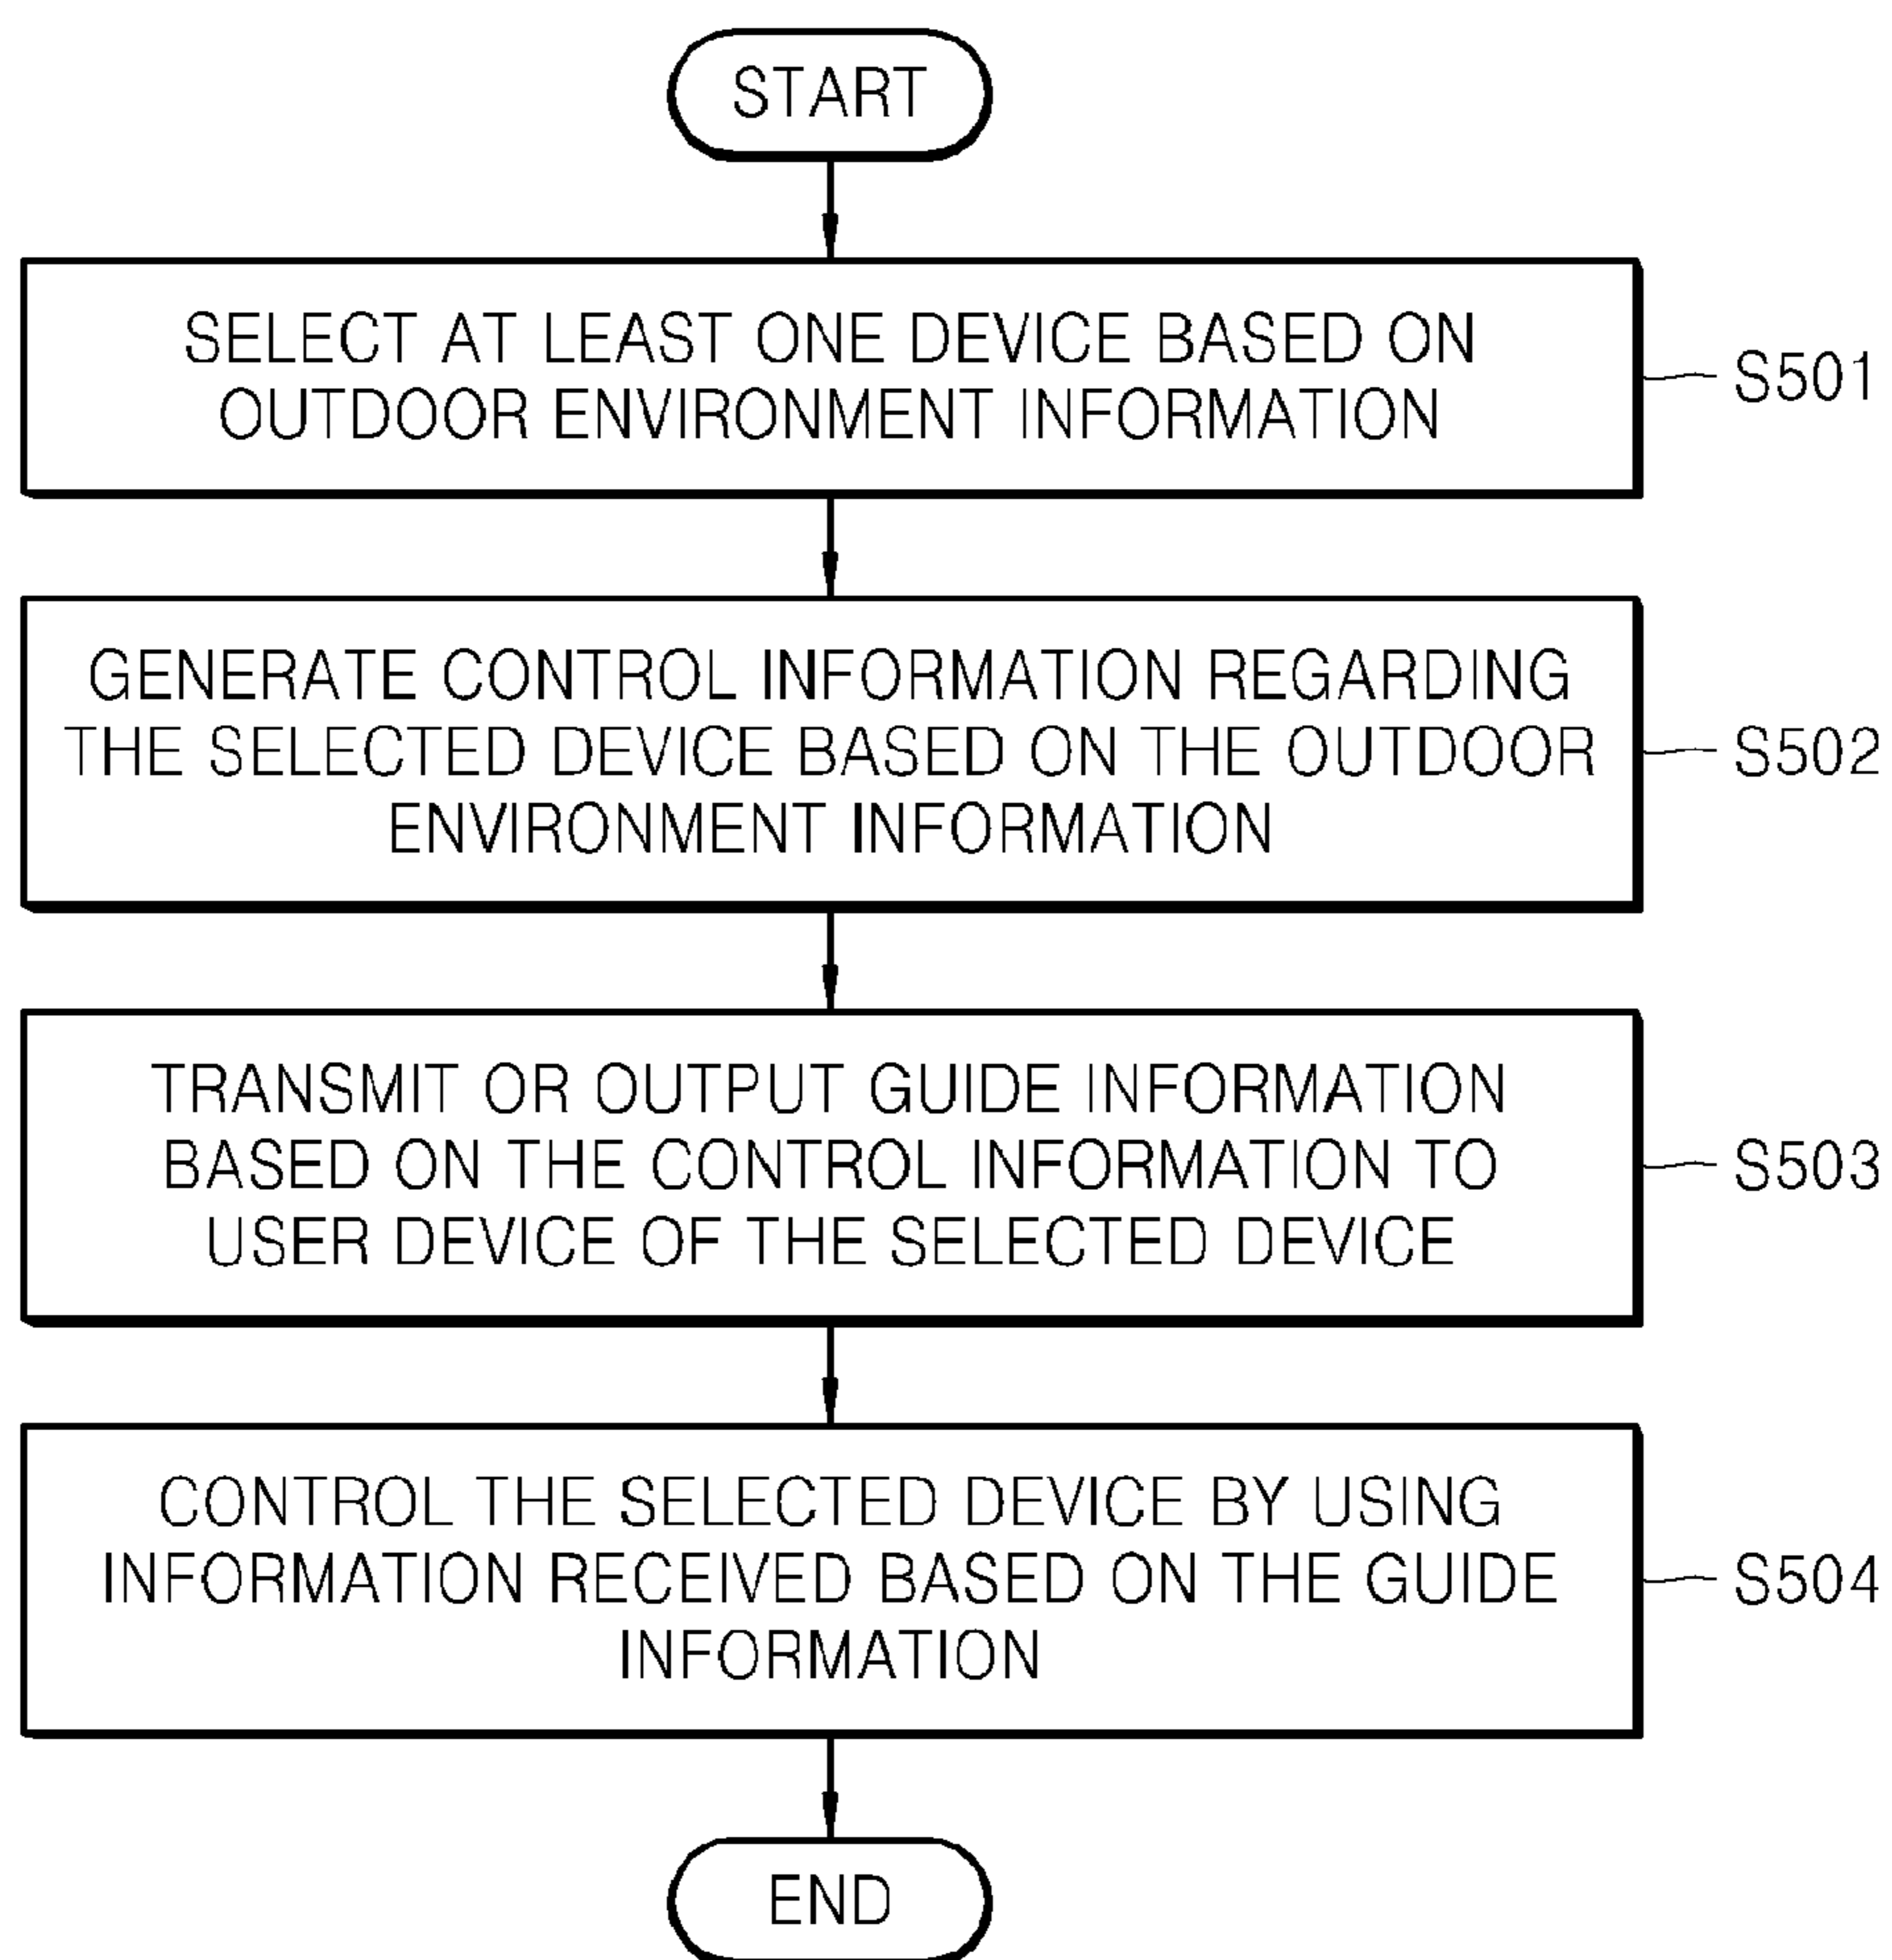 START
SELECT AT LEAST ONE DEVICE BASED ON
OUTDOOR ENVIRONMENT INFORMATION
S501
GENERATE CONTROL INFORMATION REGARDING
THE SELECTED DEVICE BASED ON THE OUTDOOR
ENVIRONMENT INFORMATION
S502
TRANSMIT OR OUTPUT GUIDE INFORMATION
BASED ON THE CONTROL INFORMATION TO
USER DEVICE OF THE SELECTED DEVICE
S503
CONTROL THE SELECTED DEVICE BY USING
INFORMATION RECEIVED BASED ON THE GUIDE
INFORMATION
S504
END